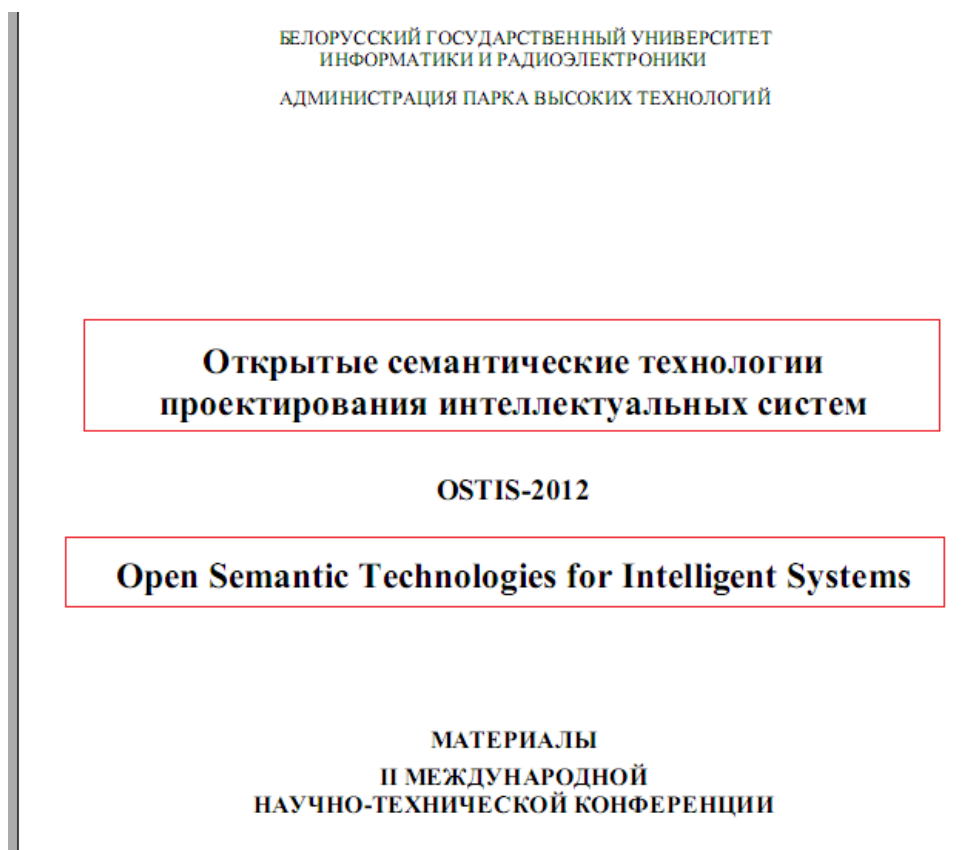 БЕЛОРУССКИЙ ГОСУДАРСТВЕННЫЙ УНИВЕРСИТЕТ
ИНФОРМАТИКИ И РАДИОЭЛЕКТРОНИКИ
АДМИНИСТРАЦИЯ ПАРКА ВЫСОКИХ ТЕХНОЛОГИЙ
Открытые семантические технологии
проектирования интеллектуальных систем
OSTIS-2012
Open Semantic Technologies for Intelligent Systems
МАТЕРИАЛЫ
II МЕЖДУНАРОДНОЙ
НАУЧНО-ТЕХНИЧЕСКОЙ КОНФЕРЕНЦИИ